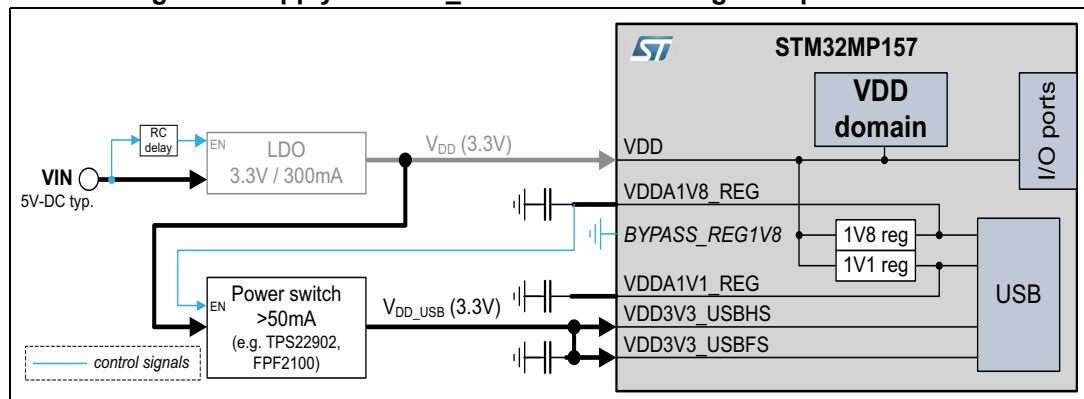 ST
STM32MP157
VDD
domain
I/O ports
RC
delay
EN
LDO
3.3V / 300mA
VDD (3.3V)
VDD
VIN
5V-DC typ.
VDDA1V8_REG
BYPASS_REG1V8
1V8 reg
1V1 reg
VDDA1V1_REG
USB
EN
Power switch
>50mA
(e.g. TPS22902,
FPF2100)
VDD_USB (3.3V)
VDD3V3_USBHS
VDD3V3_USBFS
control signals